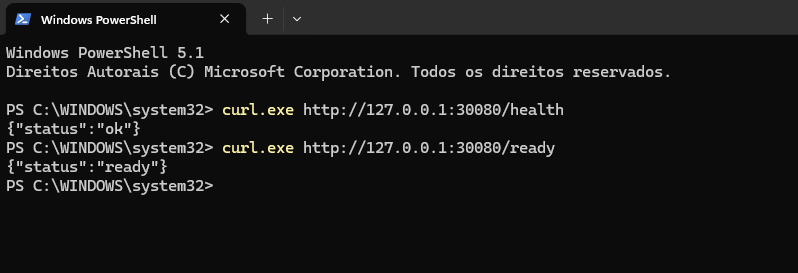 Windows PowerShell
Windows PowerShell 5.1
Direitos Autorais (C) Microsoft Corporation. Todos os direitos reservados.
PS C:\WINDOWS\system32> curl.exe http://127.0.0.1:30080/health
{"status":"ok"}
PS C:\WINDOWS\system32> curl.exe http://127.0.0.1:30080/ready
{"status":"ready"}
PS C:\WINDOWS\system32>